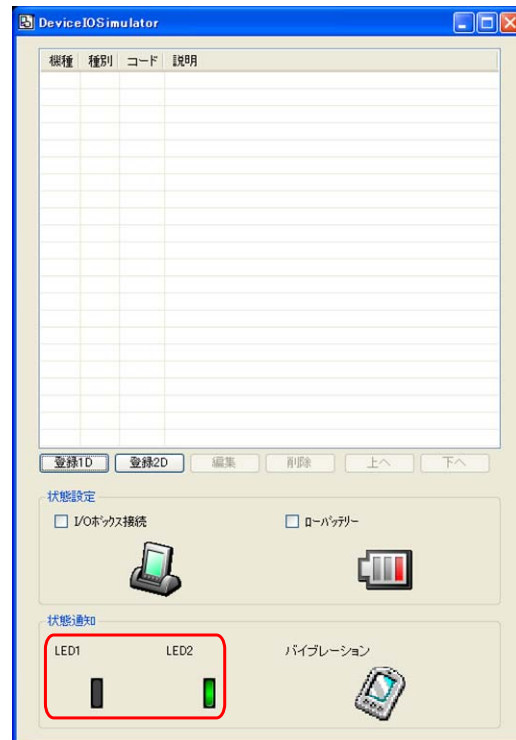 DeviceIOSimulator
機種 種別 コード 説明
登録1D 登録2D 編集 削除 上へ 下へ
状態設定
I/Oボックス接続 ローバッテリー
状態通知
LED1 LED2 バイブレーション